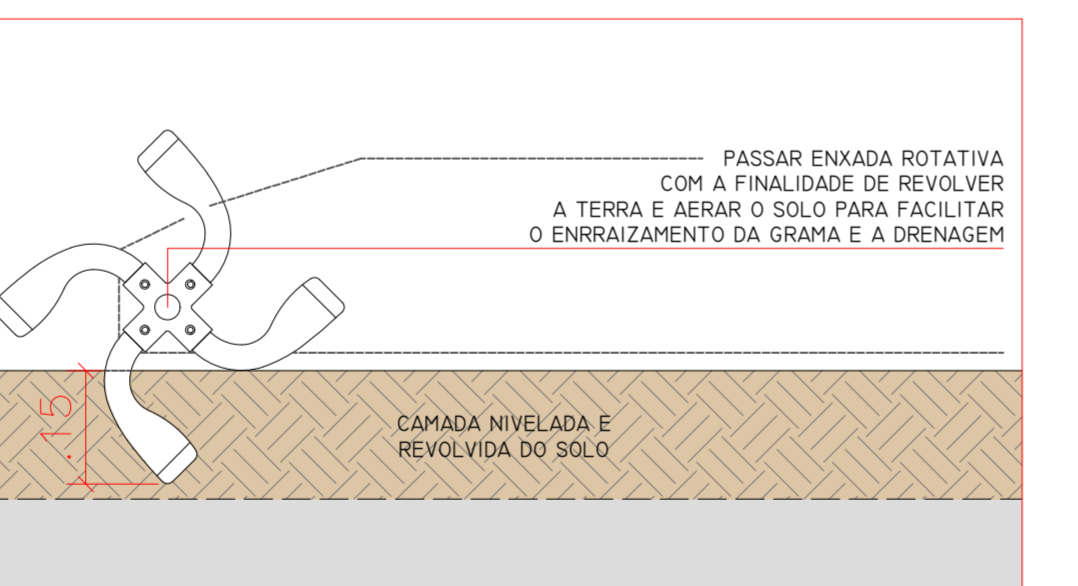 PASSAR ENXADA ROTATIVA
COM A FINALIDADE DE REVOLVER
A TERRA E AERAR O SOLO PARA FACILITAR
O ENRRAIZAMENTO DA GRAMA E A DRENAGEM
.15
CAMADA NIVELADA E
REVOLVIDA DO SOLO